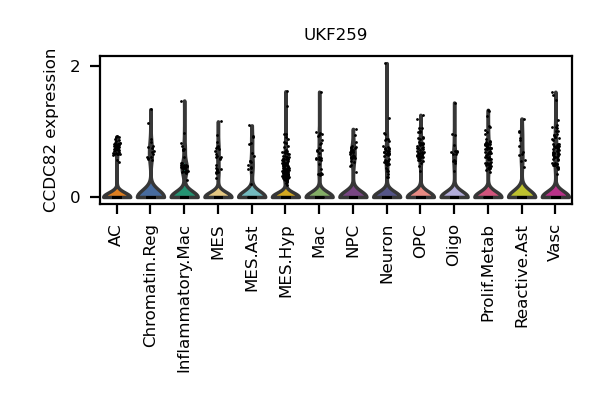 UKF259
CCDC82 expression
2
0
AC
Chromatin.Reg
Inflammatory.Mac
MES
MES.Ast
MES.Hyp
Mac
NPC
Neuron
OPC
Oligo
Prolif.Metab
Reactive.Ast
Vasc